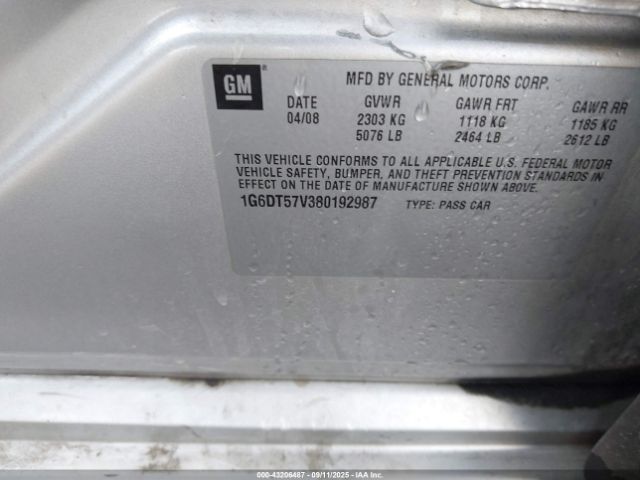 GM ®
MFD BY GENERAL MOTORS CORP.
DATE GVWR GAWR FRT GAWR RR
04/08 2303 KG 1118 KG 1185 KG
5076 LB 2464 LB 2612 LB
THIS VEHICLE CONFORMS TO ALL APPLICABLE U.S. FEDERAL MOTOR
VEHICLE SAFETY, BUMPER, AND THEFT PREVENTION STANDARDS IN
EFFECT ON THE DATE OF MANUFACTURE SHOWN ABOVE.
1G6DT57V380192987 TYPE: PASS CAR
© IAA - 43206487 - 09/11/2025 - IAAI.COM